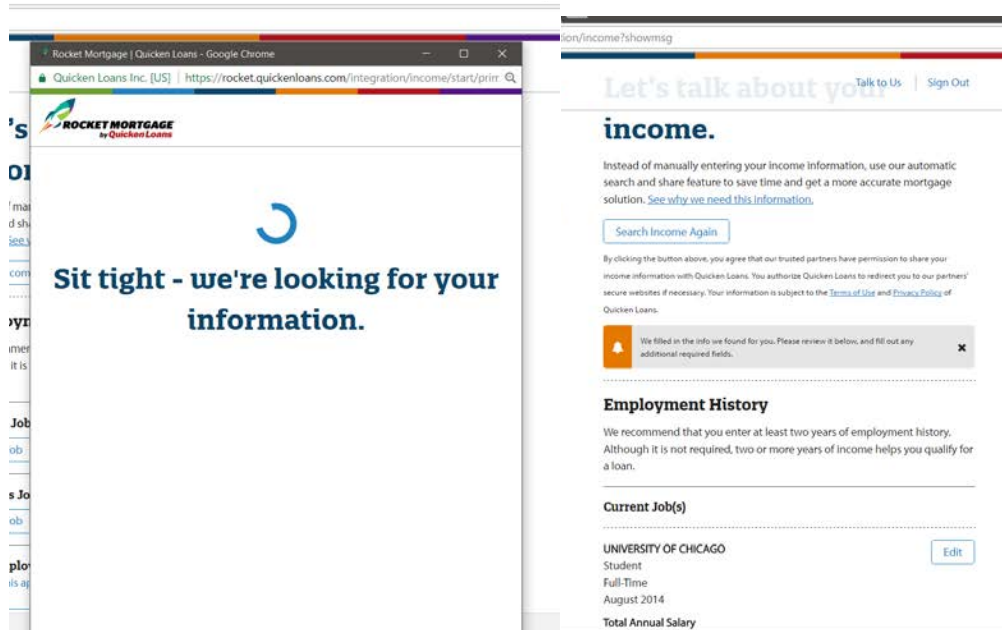 Rocket Mortgage | Quicken Loans - Google Chrome
Quicken Loans Inc. [US] | https://rocket.quickenloans.com/integration/income/start/prim
ROCKET MORTGAGE
by Quicken Loans
Sit tight - we're looking for your
information.
's
See
com
it is
Job
ob
s Jo
ob
tion/income?showmsg
Talk to Us | Sign Out
Let's talk about your
income.
Instead of manually entering your income information, use our automatic
search and share feature to save time and get a more accurate mortgage
solution. See why we need this information.
Search Income Again
By clicking the button above, you agree that our trusted partners have permission to share your
income information with Quicken Loans. You authorize Quicken Loans to redirect you to our partners'
secure websites if necessary. Your information is subject to the Terms of Use and Privacy Policy of
Quicken Loans.
We filled in the info we found for you. Please review it below, and fill out any
additional required fields.
Employment History
We recommend that you enter at least two years of employment history.
Although it is not required, two or more years of income helps you qualify for
a loan.
Current Job(s)
UNIVERSITY OF CHICAGO
Edit
Student
Full-Time
August 2014
Total Annual Salary